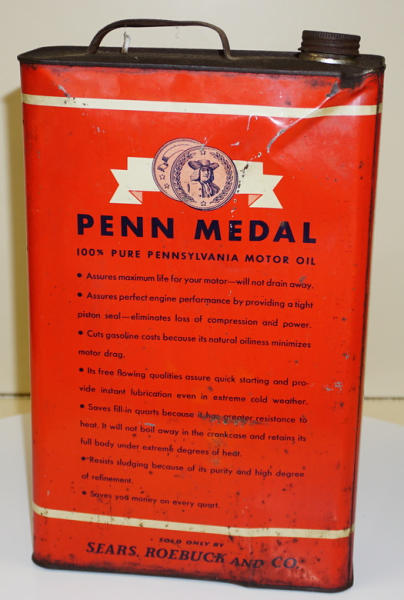 PENN MEDAL
100% PURE PENNSYLVANIA MOTOR OIL
• Assures maximum life for your motor—will not drain away.
• Assures perfect engine performance by providing a tight
piston seal—eliminates loss of compression and power.
• Cuts gasoline costs because its natural oiliness minimizes
motor drag.
• Its free flowing qualities assure quick starting and pro-
vide instant lubrication even in extreme cold weather.
• Saves fill-in quarts because it has greater resistance to
heat. It will not boil away in the crankcase and retains its
full body under extreme degrees of heat.
• Resists sludging because of its purity and high degree
of refinement.
• Saves you money on every quart.
SOLD ONLY BY
SEARS, ROEBUCK AND CO.